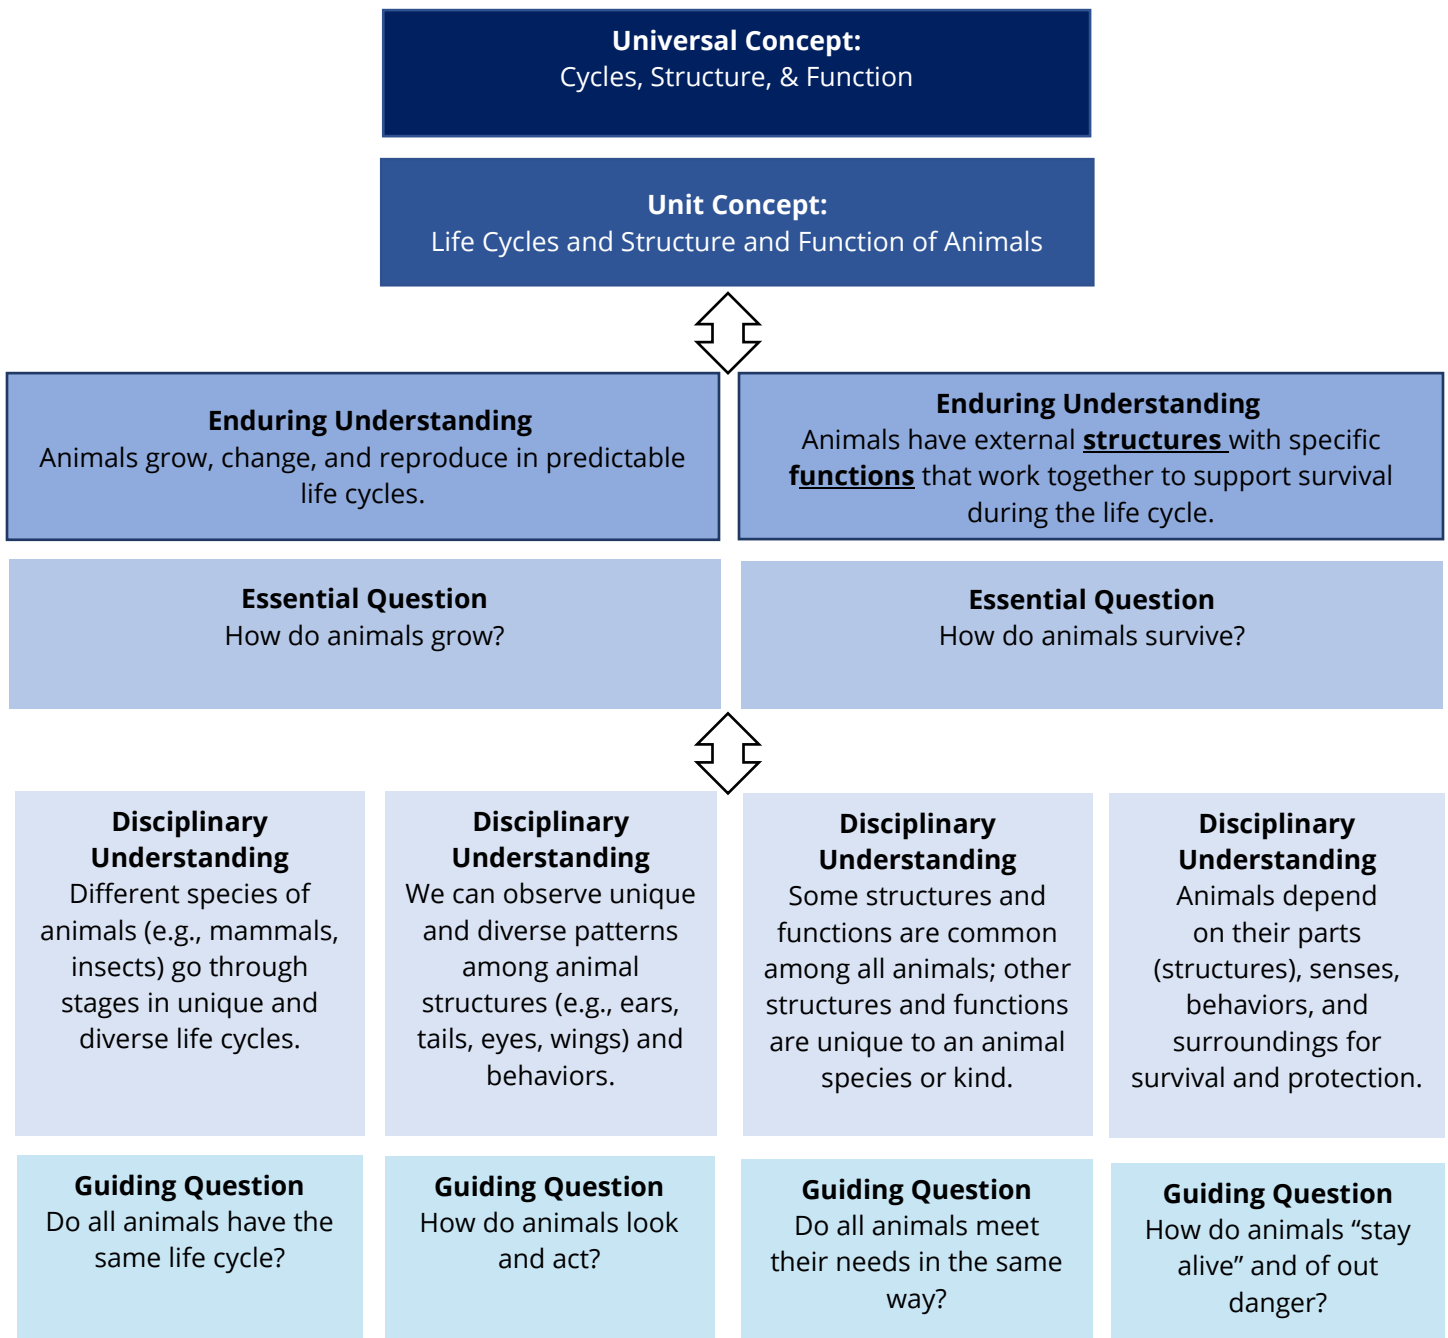 Universal Concept:
Cycles, Structure, & Function
Unit Concept:
Life Cycles and Structure and Function of Animals
Enduring Understanding
Animals grow, change, and reproduce in predictable
life cycles.
Enduring Understanding
Animals have external structures with specific
functions that work together to support survival
during the life cycle.
Essential Question
How do animals grow?
Essential Question
How do animals survive?
Disciplinary
Understanding
Different species of
animals (e.g., mammals,
insects) go through
stages in unique and
diverse life cycles.
Disciplinary
Understanding
We can observe unique
and diverse patterns
among animal
structures (e.g., ears,
tails, eyes, wings) and
behaviors.
Disciplinary
Understanding
Some structures and
functions are common
among all animals; other
structures and functions
are unique to an animal
species or kind.
Disciplinary
Understanding
Animals depend
on their parts
(structures), senses,
behaviors, and
surroundings for
survival and protection.
Guiding Question
Do all animals have the
same life cycle?
Guiding Question
How do animals look
and act?
Guiding Question
Do all animals meet
their needs in the same
way?
Guiding Question
How do animals “stay
alive” and of out
danger?